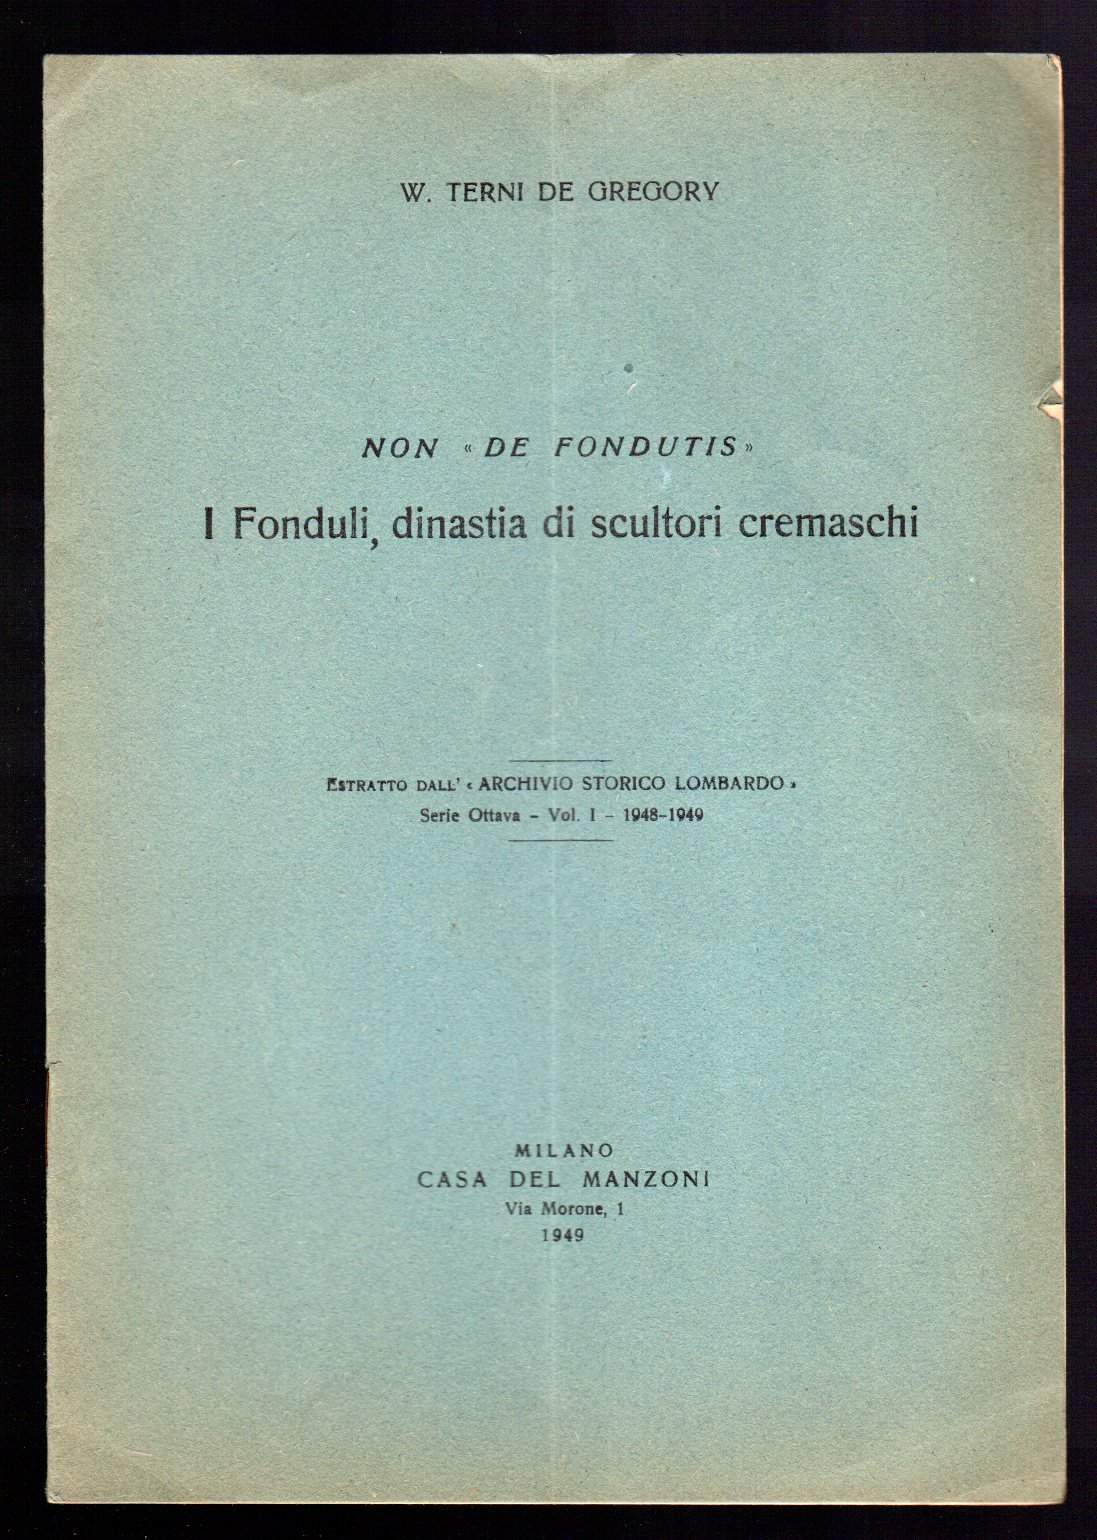 W. TERNI DE GREGORY
NON « DE FONDUTIS »
I Fonduli, dinastia di scultori cremaschi
ESTRATTO DALL' « ARCHIVIO STORICO LOMBARDO »
Serie Ottava - Vol. I - 1948-1949
MILANO
CASA DEL MANZONI
Via Morone, 1
1949